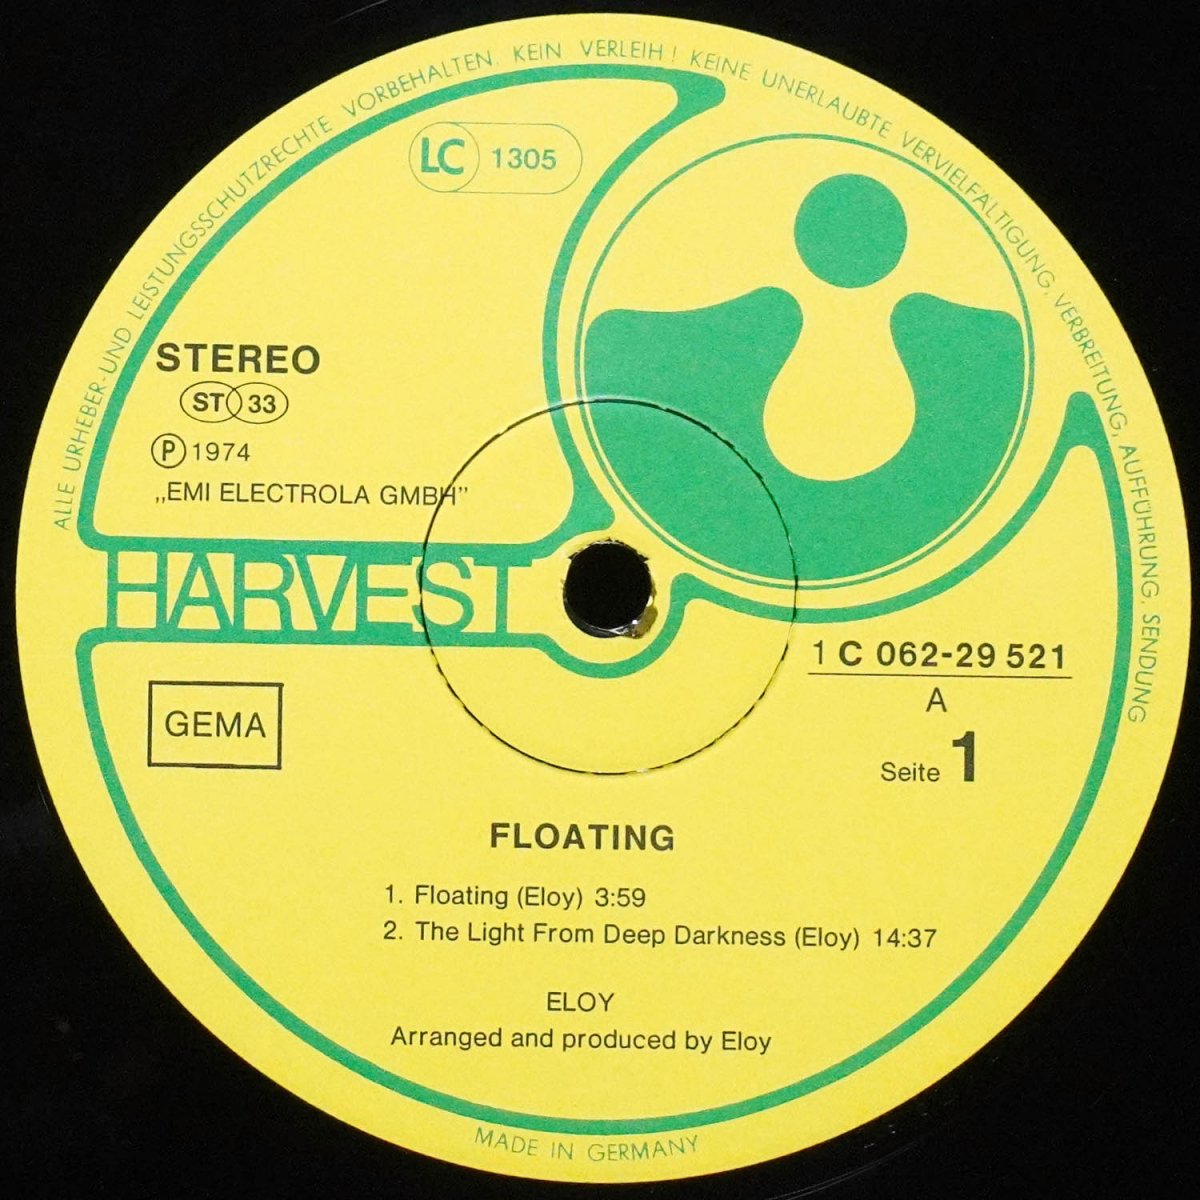 ALLE URHEBER- UND LEISTUNGSSCHUTZRECHTE VORBEHALTEN. KEIN VERLEIH! KEINE UNERLAUBTE VERVIELFÄLTIGUNG, VERBREITUNG, AUFFÜHRUNG, SENDUNG
LC 1305
STEREO
ST 33
Ⓟ 1974
„EMI ELECTROLA GMBH”
HARVEST
1 C 062-29 521
A
GEMA
Seite 1
FLOATING
1. Floating (Eloy) 3:59
2. The Light From Deep Darkness (Eloy) 14:37
ELOY
Arranged and produced by Eloy
MADE IN GERMANY